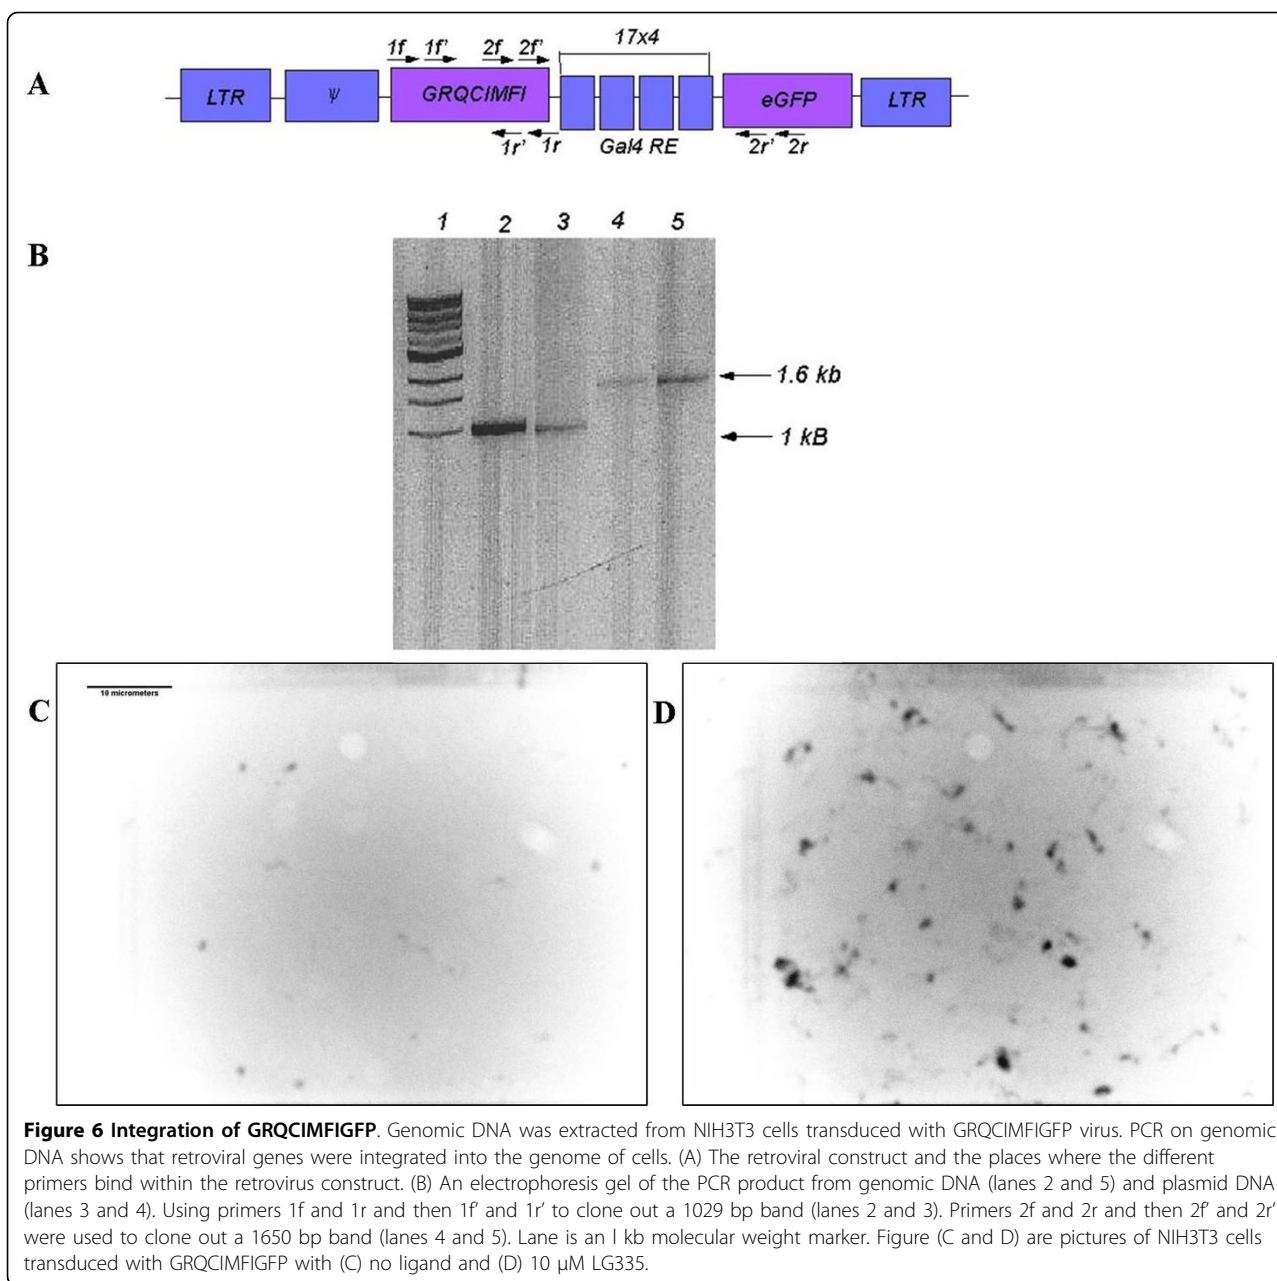 A
1f 1f' 2f 2f' 17x4
LTR ψ GRQCIMFI eGFP LTR
1r' 1r Gal4 RE 2r' 2r
B
1 2 3 4 5
1.6 kb
1 kB
C
10 micrometers
D
Figure 6 Integration of GRQCIMFIGFP. Genomic DNA was extracted from NIH3T3 cells transduced with GRQCIMFIGFP virus. PCR on genomic
DNA shows that retroviral genes were integrated into the genome of cells. (A) The retroviral construct and the places where the different
primers bind within the retrovirus construct. (B) An electrophoresis gel of the PCR product from genomic DNA (lanes 2 and 5) and plasmid DNA
(lanes 3 and 4). Using primers 1f and 1r and then 1f' and 1r' to clone out a 1029 bp band (lanes 2 and 3). Primers 2f and 2r and then 2f' and 2r'
were used to clone out a 1650 bp band (lanes 4 and 5). Lane is an l kb molecular weight marker. Figure (C and D) are pictures of NIH3T3 cells
transduced with GRQCIMFIGFP with (C) no ligand and (D) 10 μM LG335.